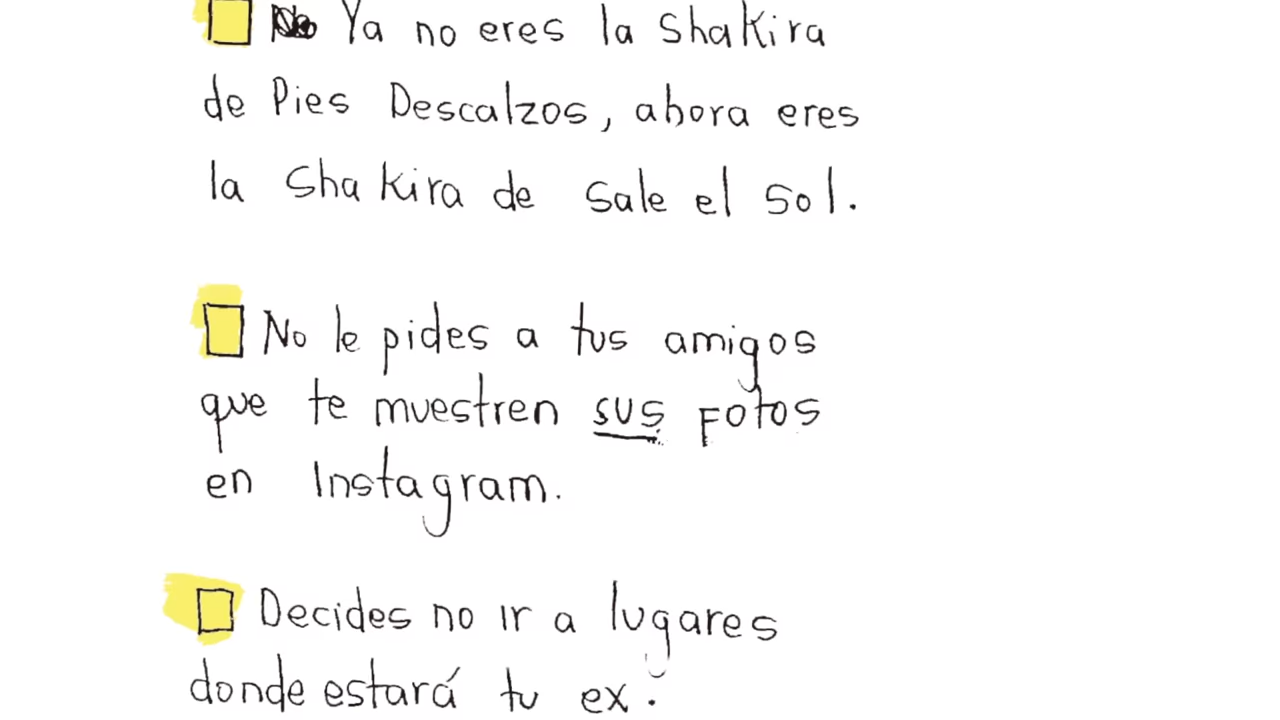 Ya no eres la Shakira
de Pies Descalzos, ahora eres
la Shakira de Sale el Sol.
No le pides a tus amigos
que te muestren sus Fotos
en Instagram.
Decides no ir a lugares
donde estará tu ex.